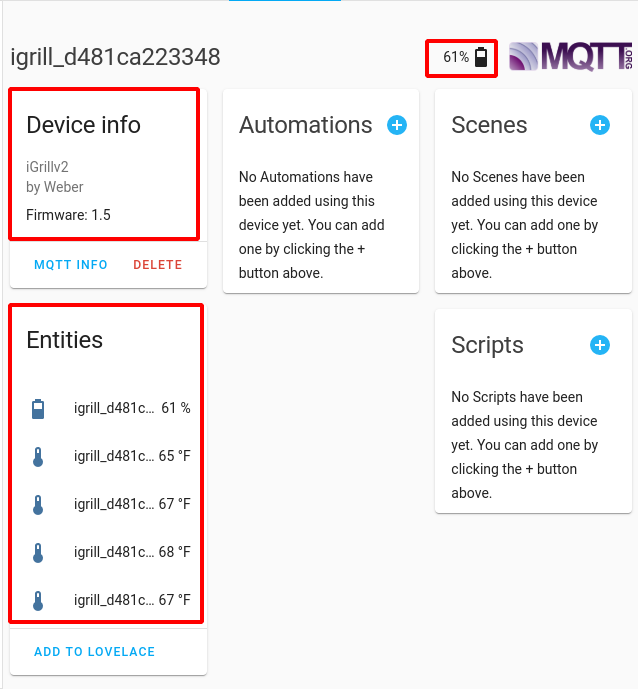 igrill_d481ca223348
61%
MQTT.ORG
Device info
iGrillv2
by Weber
Firmware: 1.5
MQTT INFO
DELETE
Automations
No Automations have
been added using this
device yet. You can add
one by clicking the +
button above.
Scenes
No Scenes have been
added using this device
yet. You can add one by
clicking the + button
above.
Entities
igrill_d481c... 61 %
igrill_d481c... 65 °F
igrill_d481c... 67 °F
igrill_d481c... 68 °F
igrill_d481c... 67 °F
ADD TO LOVELACE
Scripts
No Scripts have been
added using this device
yet. You can add one by
clicking the + button
above.